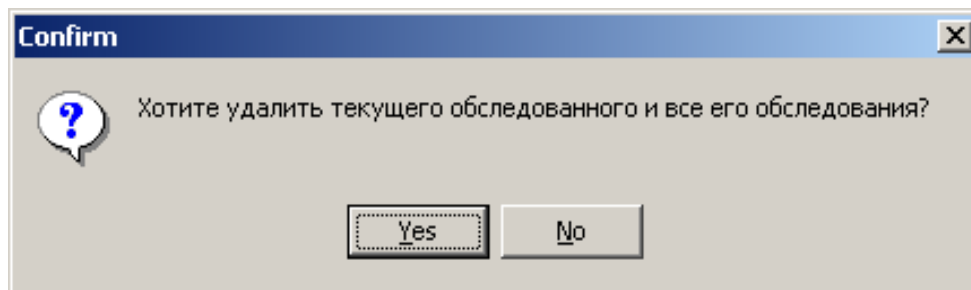 Confirm
Хотите удалить текущего обследованного и все его обследования?
Yes
No